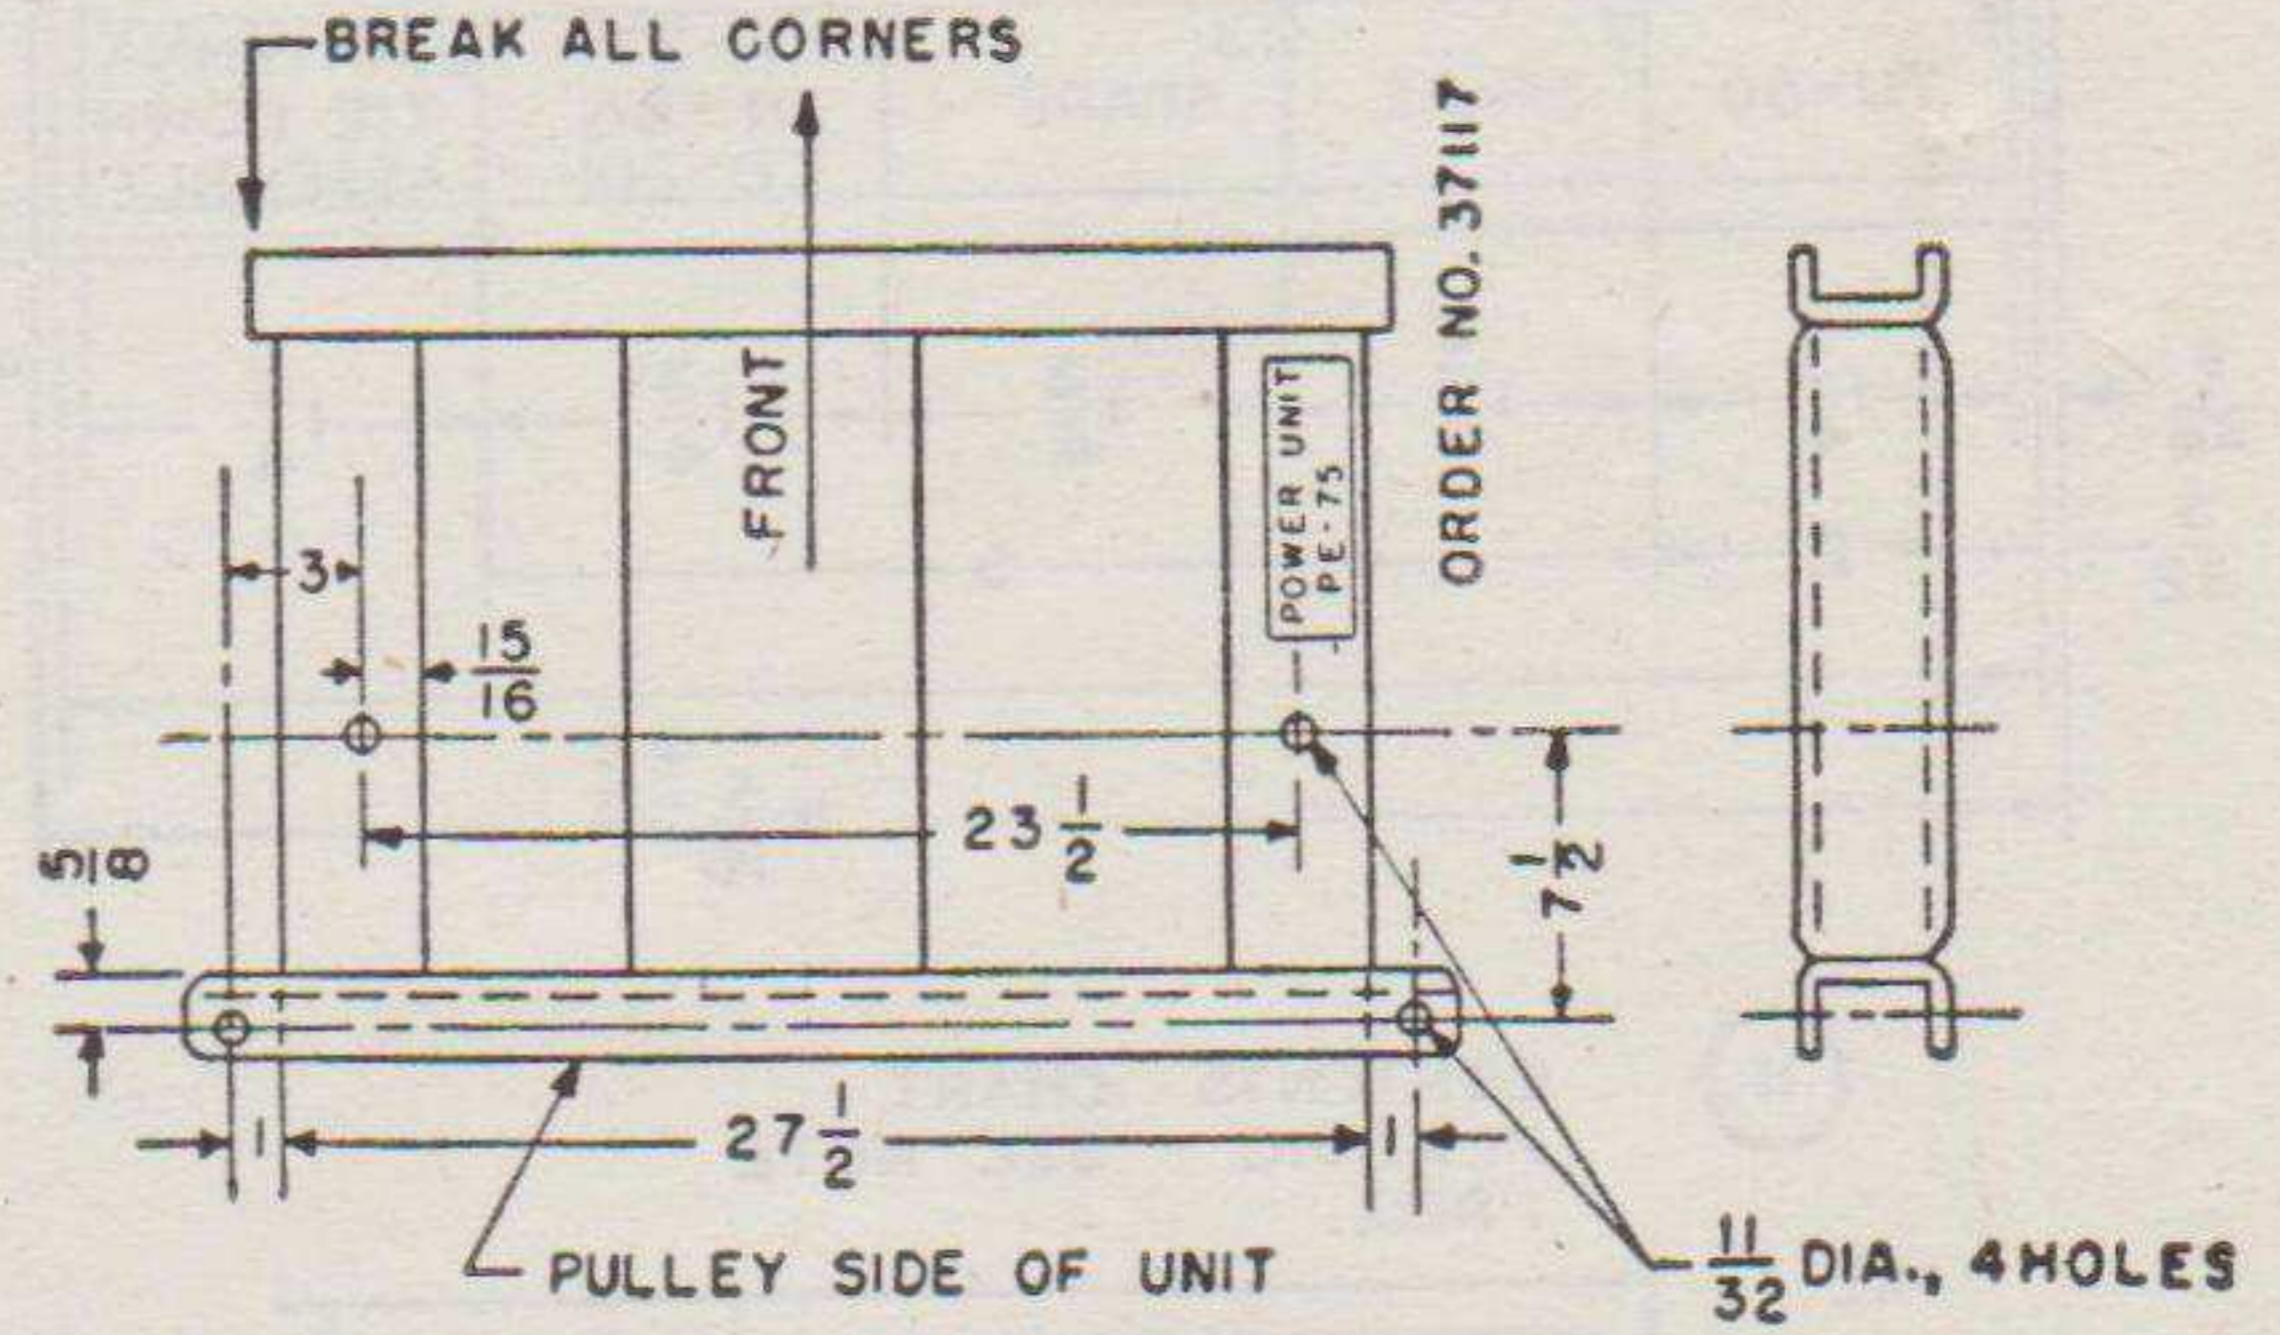 BREAK ALL CORNERS
ORDER NO. 37117
FRONT
POWER UNIT
PE-75
3
15/16
23 1/2
5/8
7 1/2
1
27 1/2
1
PULLEY SIDE OF UNIT
11/32 DIA., 4 HOLES